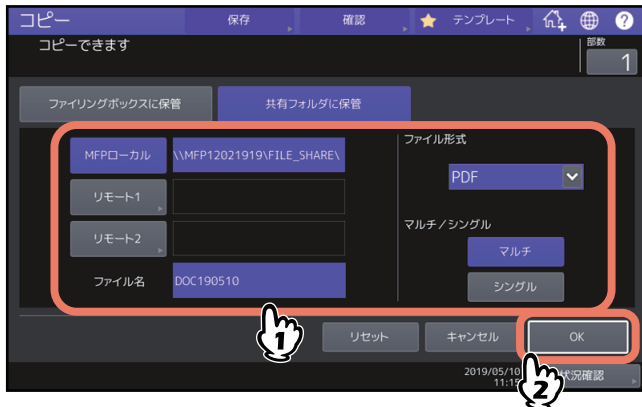 コピー 保存 確認 テンプレート ?
コピーできます 部数
1
ファイリングボックスに保管 共有フォルダに保管
MFPローカル \\MFP12021919\FILE_SHARE\ ファイル形式
PDF
リモート1
マルチ/シングル
リモート2 マルチ
ファイル名 DOC190510 シングル
1
リセット キャンセル OK
2019/05/10 状況確認
11:15
2